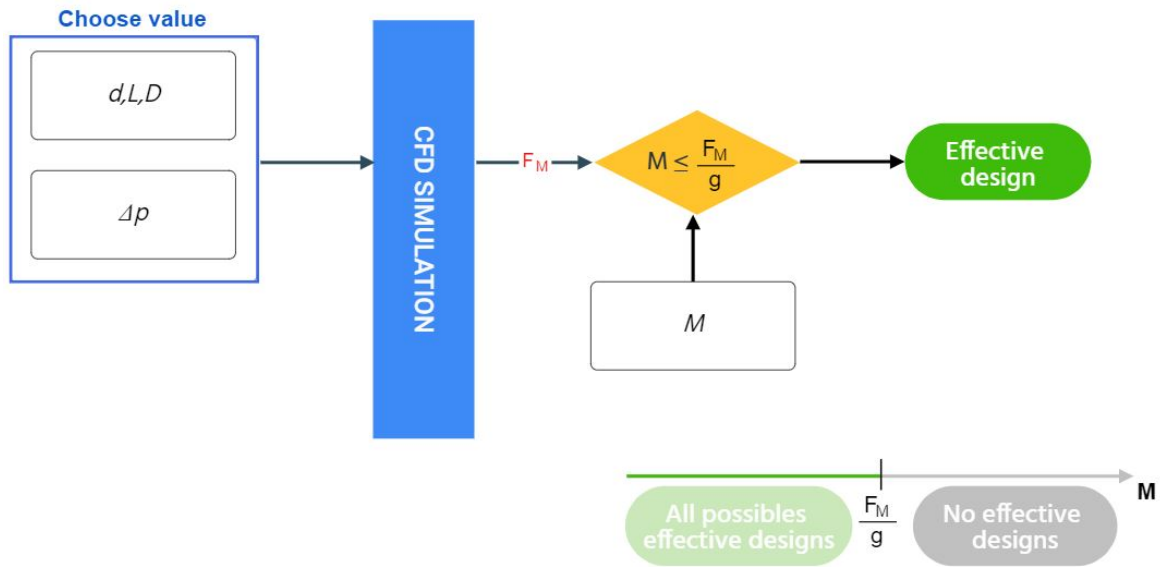 Choose value
d,L,D
Δp
CFD SIMULATION
F_M
M ≤ F_M/g
M
Effective
design
M
F_M/g
All possibles
effective designs
No effective
designs